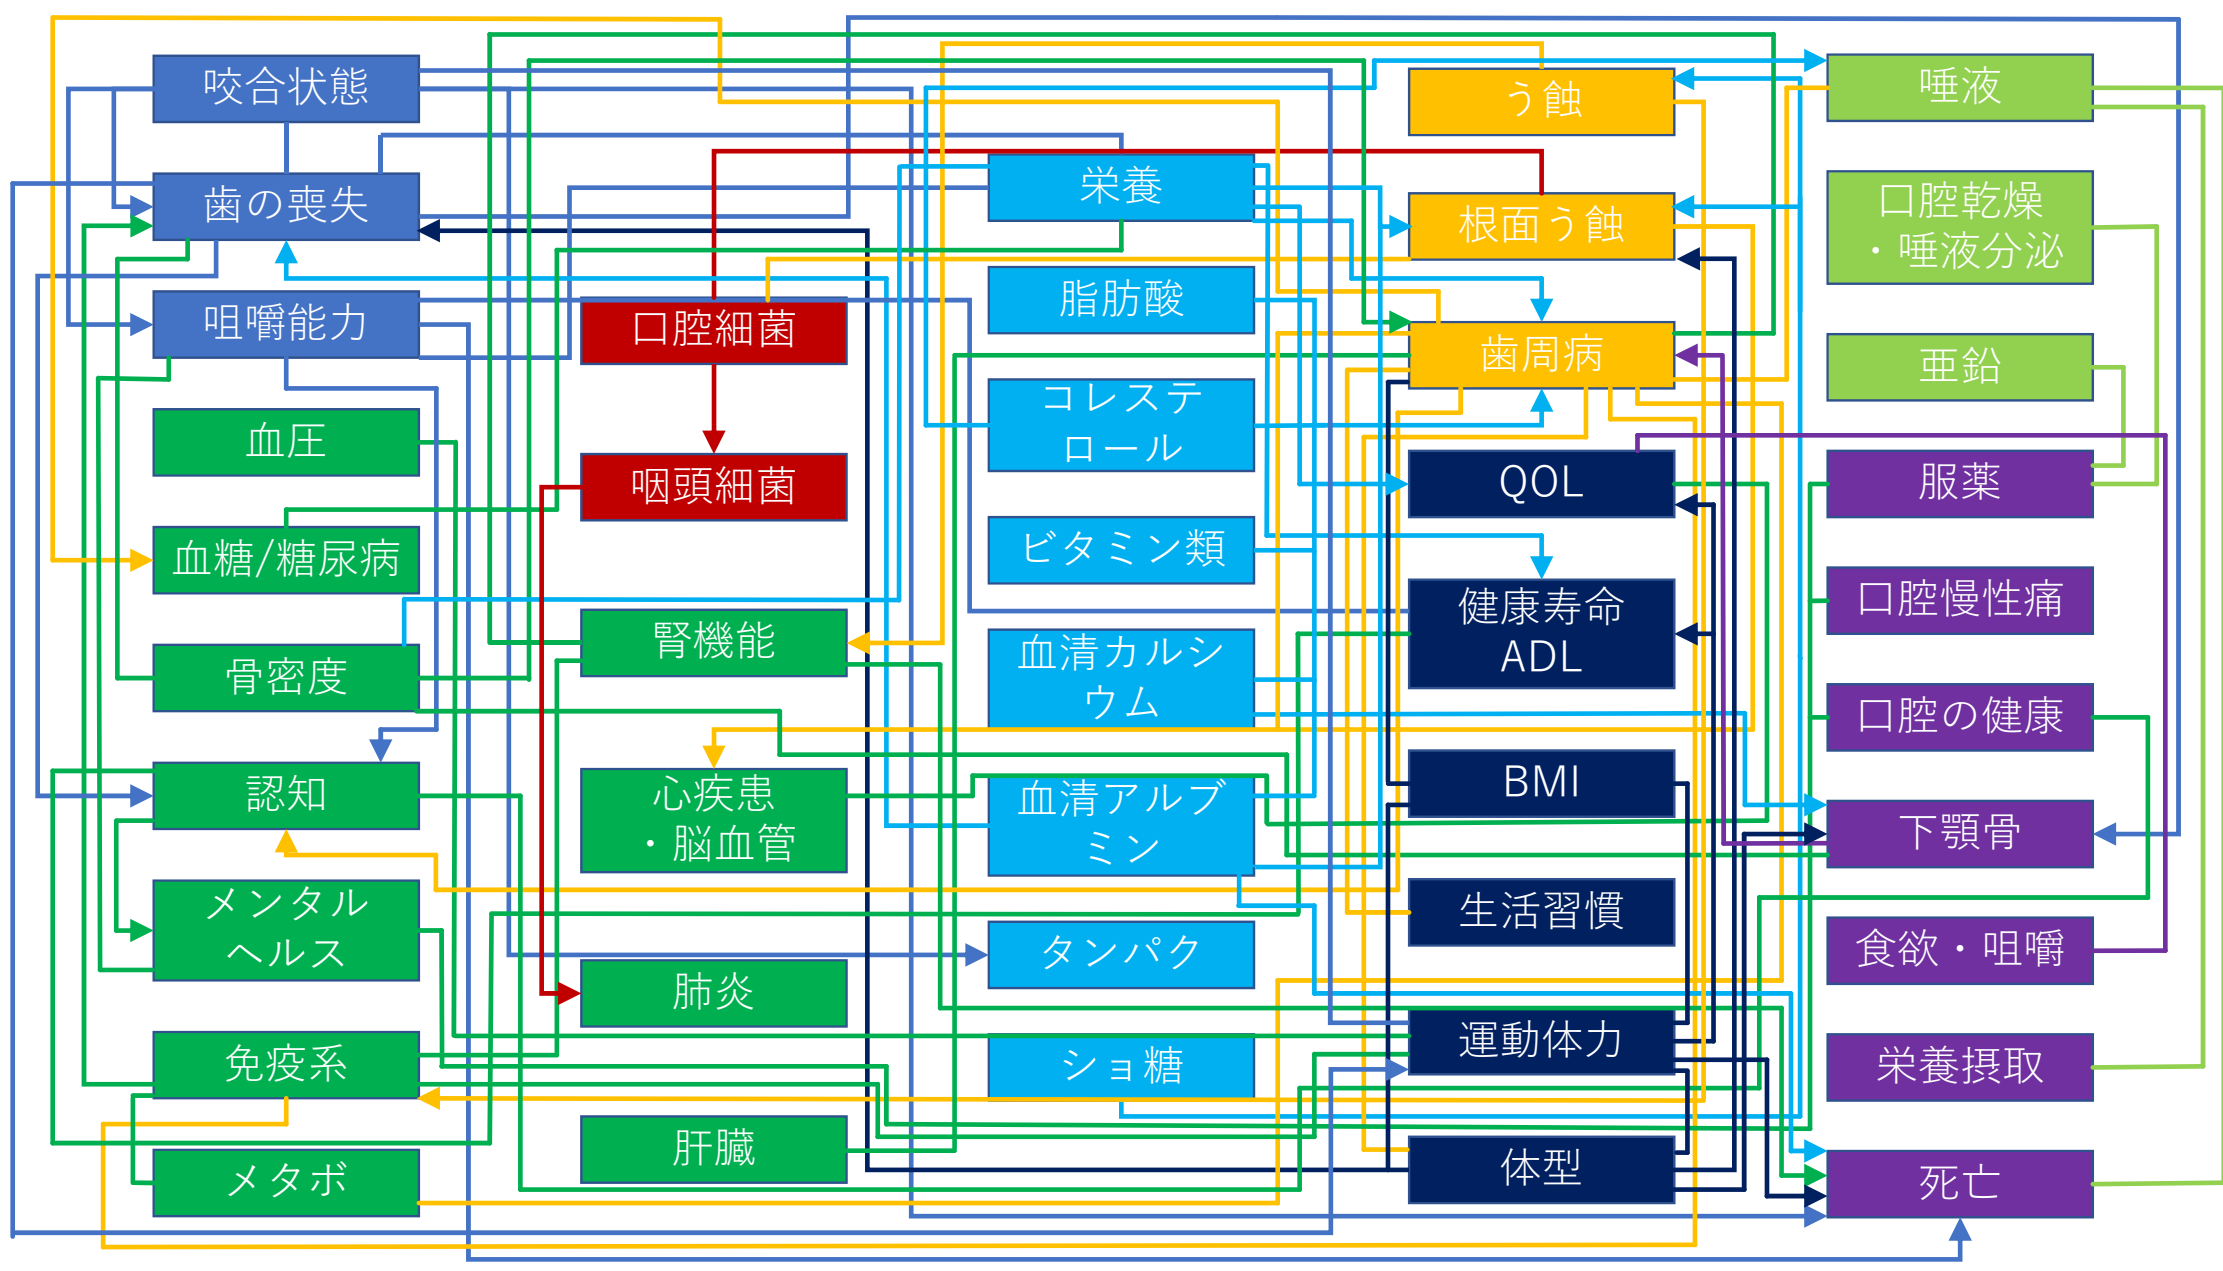 咬合状態
歯の喪失
咀嚼能力
血圧
血糖/糖尿病
骨密度
認知
メンタル
ヘルス
免疫系
メタボ
口腔細菌
咽頭細菌
腎機能
心疾患
・脳血管
肺炎
肝臓
栄養
脂肪酸
コレステ
ロール
ビタミン類
血清カルシ
ウム
血清アルブ
ミン
タンパク
ショ糖
う蝕
根面う蝕
歯周病
QOL
健康寿命
ADL
BMI
生活習慣
運動体力
体型
唾液
口腔乾燥
・唾液分泌
亜鉛
服薬
口腔慢性痛
口腔の健康
下顎骨
食欲・咀嚼
栄養摂取
死亡